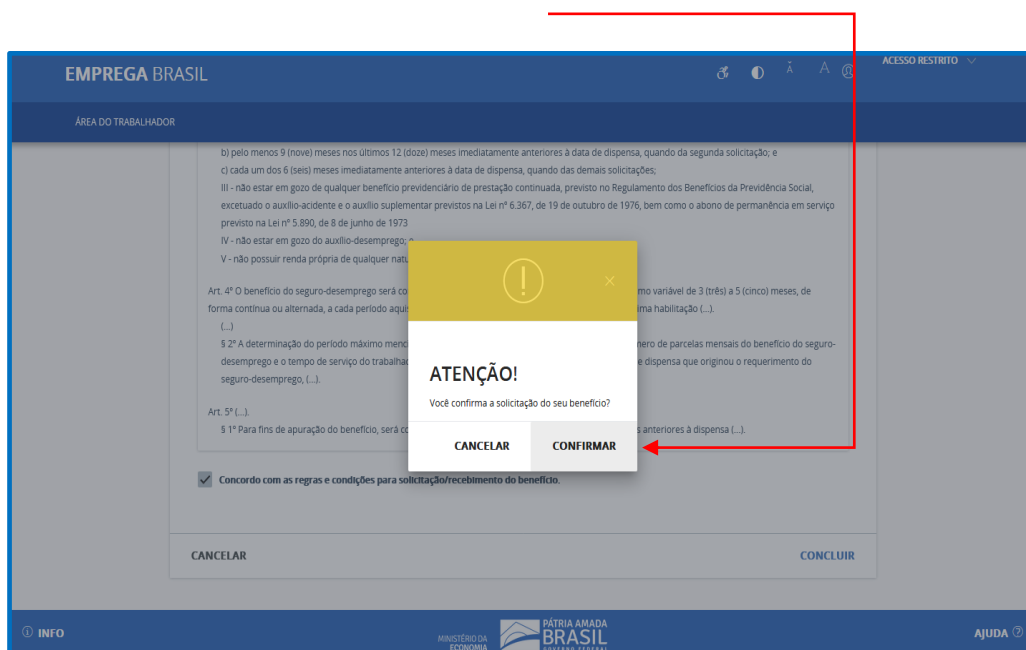 EMPREGA BRASIL
Ă A
ACESSO RESTRITO
ÁREA DO TRABALHADOR
b) pelo menos 9 (nove) meses nos últimos 12 (doze) meses imediatamente anteriores à data de dispensa, quando da segunda solicitação; e
c) cada um dos 6 (seis) meses imediatamente anteriores à data de dispensa, quando das demais solicitações;
III - não estar em gozo de qualquer benefício previdenciário de prestação continuada, previsto no Regulamento dos Benefícios da Previdência Social,
excetuado o auxílio-acidente e o auxílio suplementar previstos na Lei nº 6.367, de 19 de outubro de 1976, bem como o abono de permanência em serviço
previsto na Lei nº 5.890, de 8 de junho de 1973
IV - não estar em gozo do auxílio-desemprego;
V - não possuir renda própria de qualquer
Art. 4º O benefício do seguro-desemprego será variável de 3 (três) a 5 (cinco) meses, de
forma contínua ou alternada, a cada período habilitação (...).
(...)
§ 2º A determinação do período máximo de parcelas mensais do benefício do seguro-
desemprego e o tempo de serviço do dispensa que originou o requerimento do
seguro-desemprego, (...).
Art. 5º (...).
§ 1º Para fins de apuração do benefício, será anteriores à dispensa (...).
ATENÇÃO!
Você confirma a solicitação do seu benefício?
CANCELAR CONFIRMAR
Concordo com as regras e condições para solicitação/recebimento do benefício.
CANCELAR CONCLUIR
INFO
MINISTÉRIO DA
ECONOMIA
PÁTRIA AMADA
BRASIL
GOVERNO FEDERAL
AJUDA